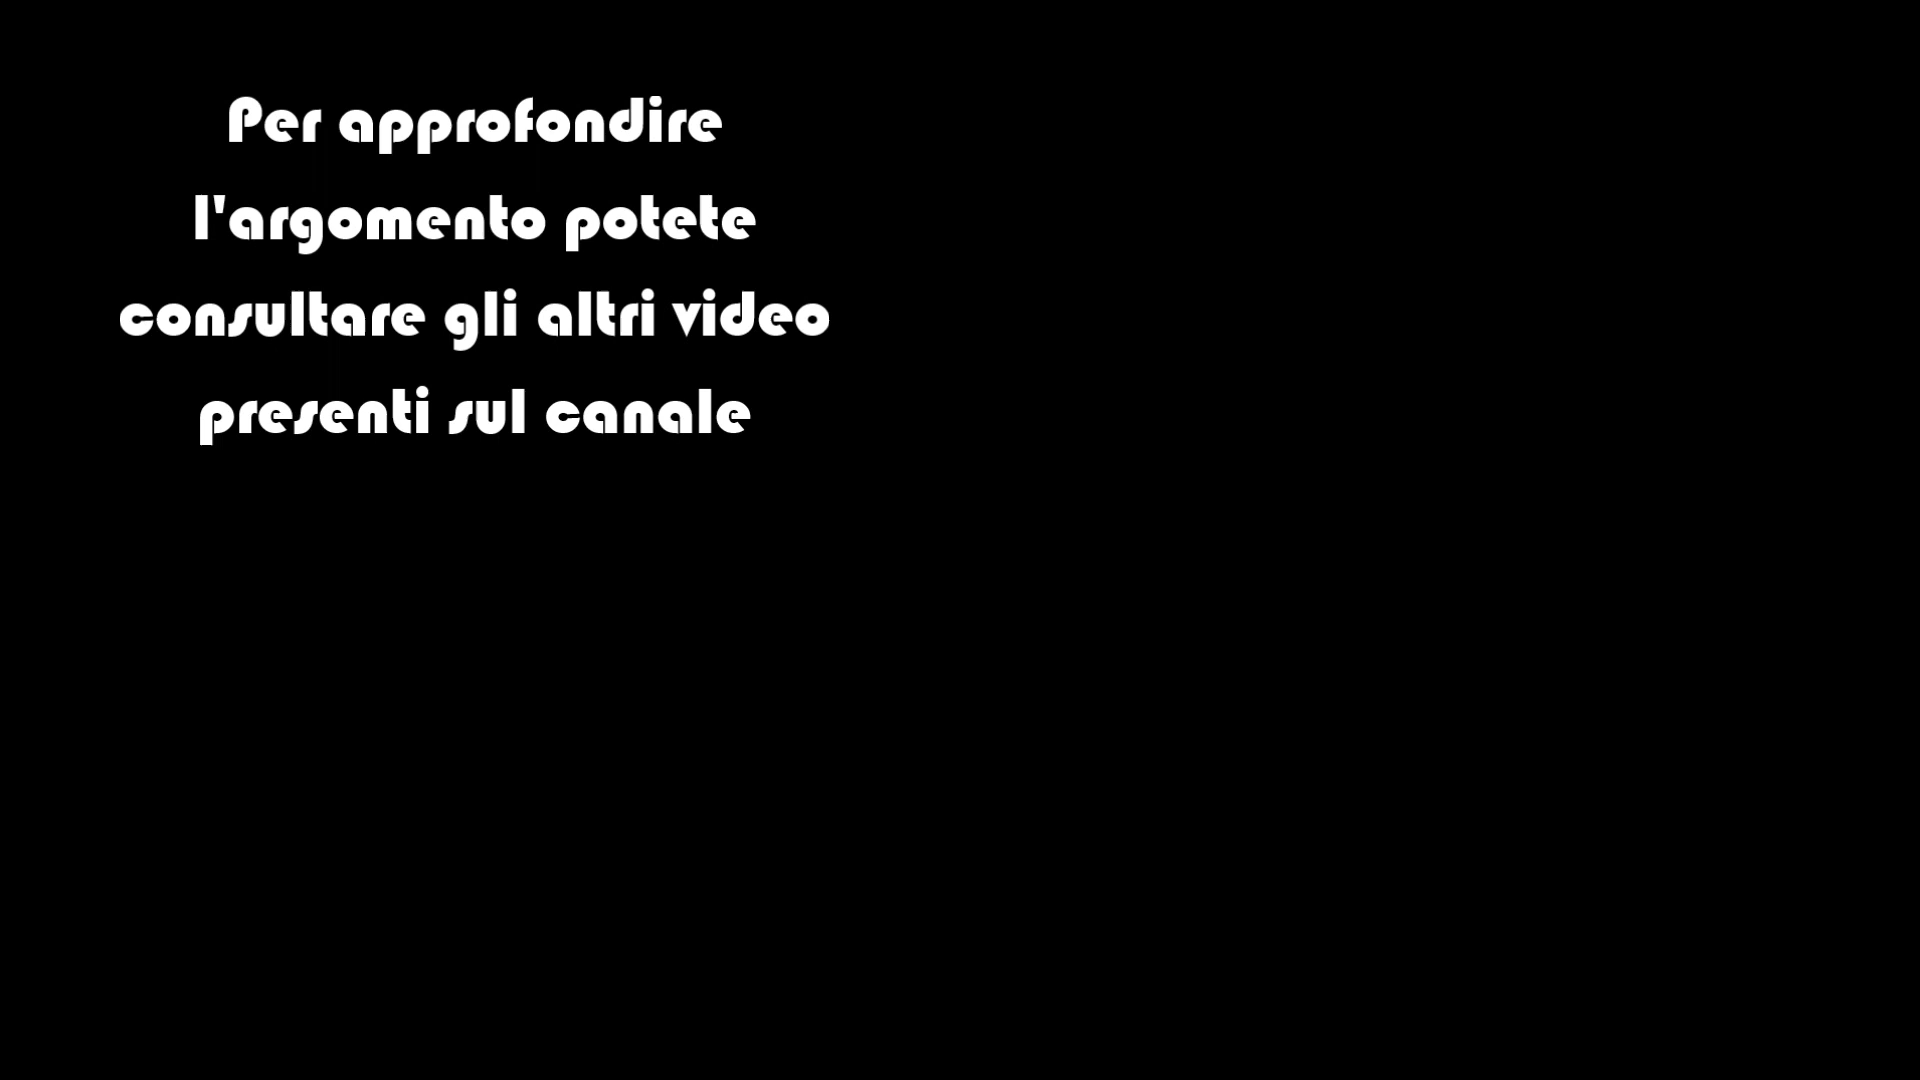 Per approfondire
l'argomento potete
consultare gli altri video
presenti sul canale